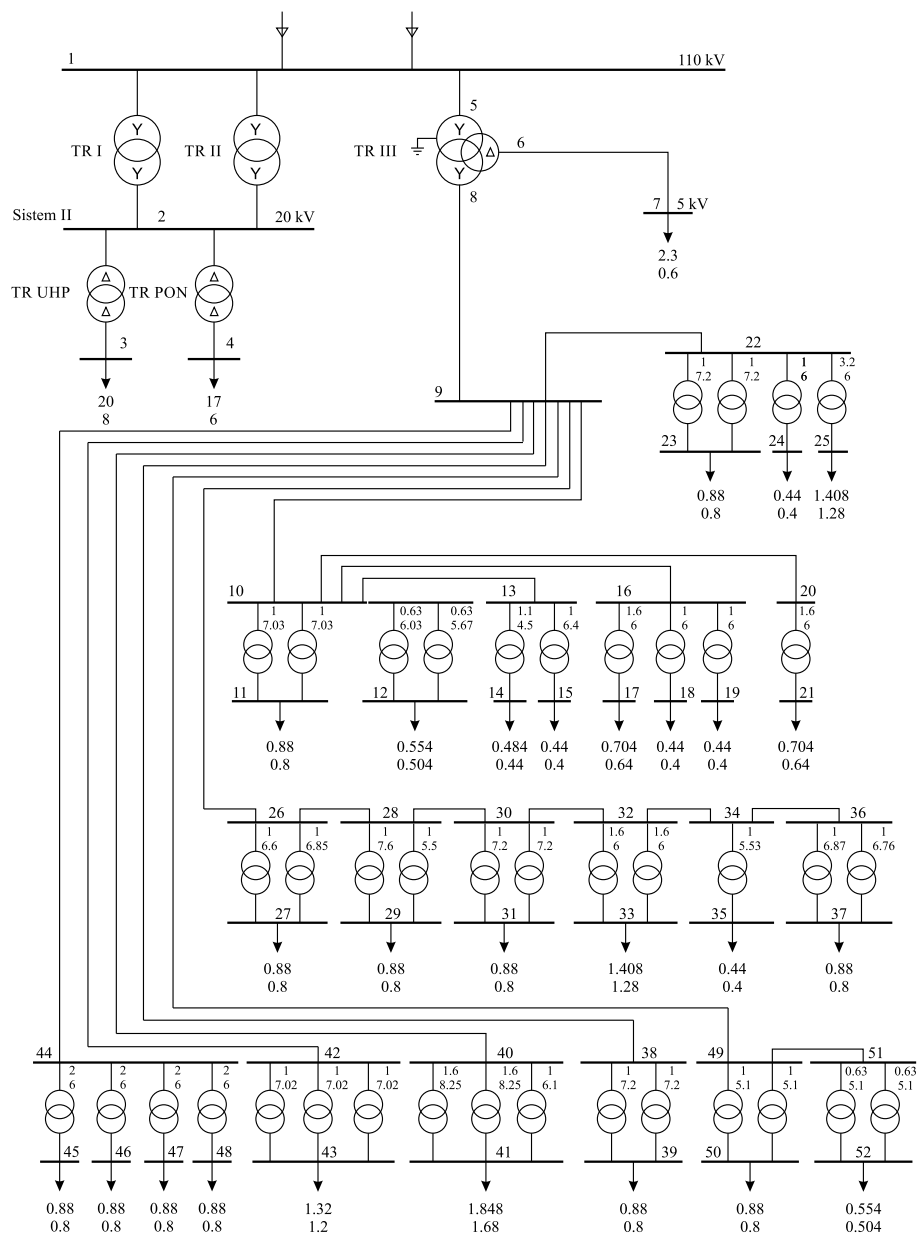 1 110 kV
5
Y Y Y
TR I TR II TR III Δ 6
Y Y Y
8
7 5 kV
Sistem II 2 20 kV
2.3
0.6
Δ Δ
TR UHP TR PON
Δ Δ
3 4
22
1 1 1 3.2
7.2 7.2 6 6
9
20 17
8 6
23 24 25
0.88 0.44 1.408
0.8 0.4 1.28
10 13 16 20
1 1 0.63 0.63 1.1 1 1.6 1 1 1.6
7.03 7.03 6.03 5.67 4.5 6.4 6 6 6 6
11 12 14 15 17 18 19 21
0.88 0.554 0.484 0.44 0.704 0.44 0.44 0.704
0.8 0.504 0.44 0.4 0.64 0.4 0.4 0.64
26 28 30 32 34 36
1 1 1 1 1 1 1.6 1.6 1 1 1
6.6 6.85 7.6 5.5 7.2 7.2 6 6 5.53 6.87 6.76
27 29 31 33 35 37
0.88 0.88 0.88 1.408 0.44 0.88
0.8 0.8 0.8 1.28 0.4 0.8
44 42 40 38 49 51
2 2 2 2 1 1 1 1.6 1.6 1 1 1 1 1 0.63 0.63
6 6 6 6 7.02 7.02 7.02 8.25 8.25 6.1 7.2 7.2 5.1 5.1 5.1 5.1
45 46 47 48 43 41 39 50 52
0.88 0.88 0.88 0.88 1.32 1.848 0.88 0.88 0.554
0.8 0.8 0.8 0.8 1.2 1.68 0.8 0.8 0.504